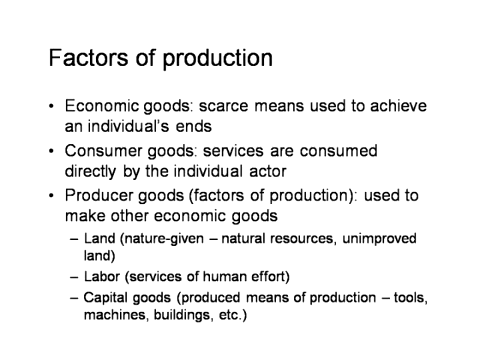 Factors of production
• Economic goods: scarce means used to achieve
an individual's ends
• Consumer goods: services are consumed
directly by the individual actor
• Producer goods (factors of production): used to
make other economic goods
– Land (nature-given – natural resources, unimproved
land)
– Labor (services of human effort)
– Capital goods (produced means of production – tools,
machines, buildings, etc.)